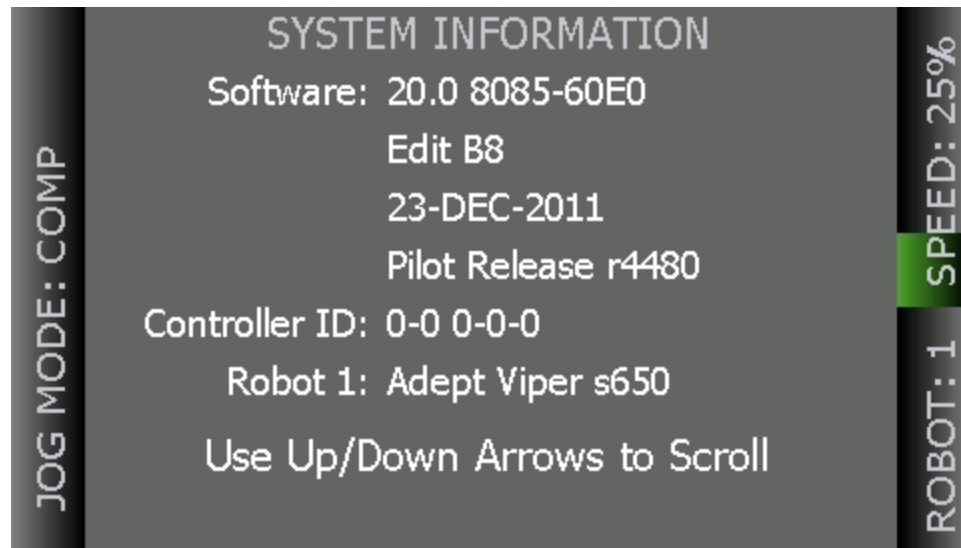 SYSTEM INFORMATION
Software: 20.0 8085-60E0
Edit B8
23-DEC-2011
Pilot Release r4480
Controller ID: 0-0 0-0-0
Robot 1: Adept Viper s650
Use Up/Down Arrows to Scroll
JOG MODE: COMP
SPEED: 25%
ROBOT: 1